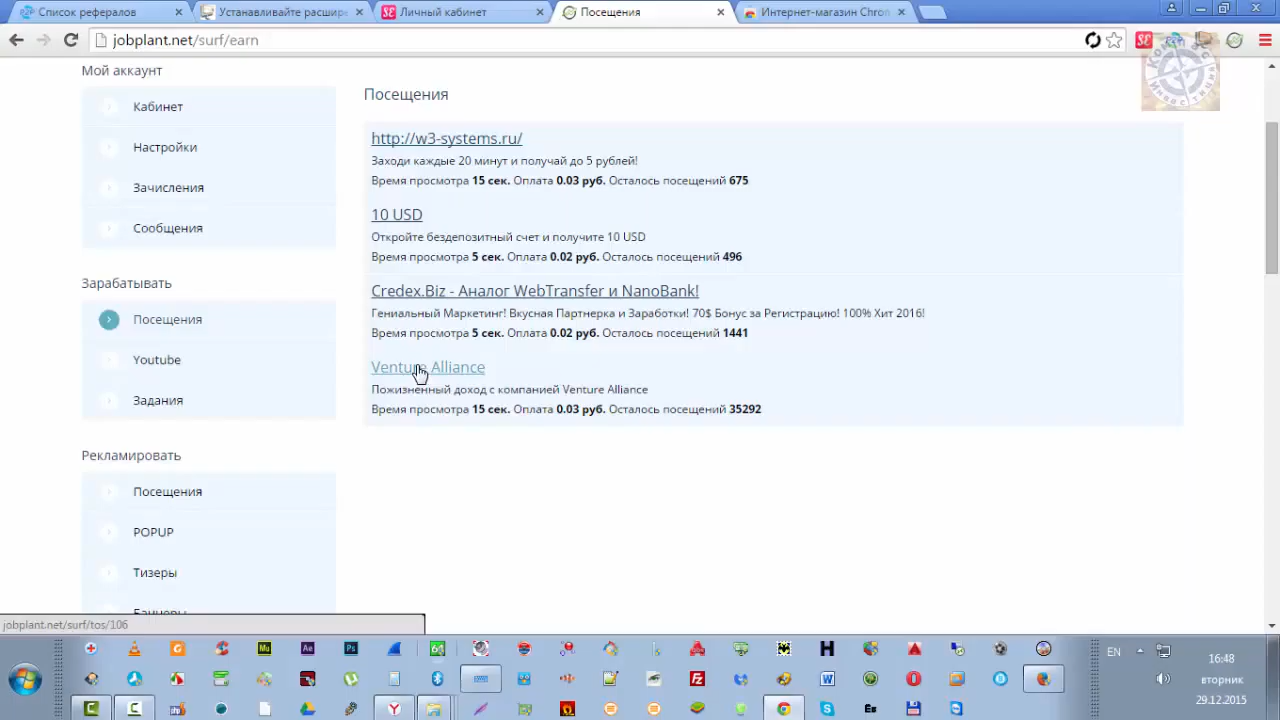 Список рефералов
Устанавливайте расшир
Личный кабинет
Посещения
Интернет-магазин Chron
jobplant.net/surf/earn
Мой аккаунт
Кабинет
Настройки
Зачисления
Сообщения
Зарабатывать
Посещения
Youtube
Задания
Рекламировать
Посещения
POPUP
Тизеры
Баннеры
Посещения
http://w3-systems.ru/
Заходи каждые 20 минут и получай до 5 рублей!
Время просмотра 15 сек. Оплата 0.03 руб. Осталось посещений 675
10 USD
Откройте бездепозитный счет и получите 10 USD
Время просмотра 5 сек. Оплата 0.02 руб. Осталось посещений 496
Credex.Biz - Аналог WebTransfer и NanoBank!
Гениальный Маркетинг! Вкусная Партнерка и Заработки! 70$ Бонус за Регистрацию! 100% Хит 2016!
Время просмотра 5 сек. Оплата 0.02 руб. Осталось посещений 1441
Venture Alliance
Пожизненный доход с компанией Venture Alliance
Время просмотра 15 сек. Оплата 0.03 руб. Осталось посещений 35292
jobplant.net/surf/tos/106
EN
16:48
вторник
29.12.2015